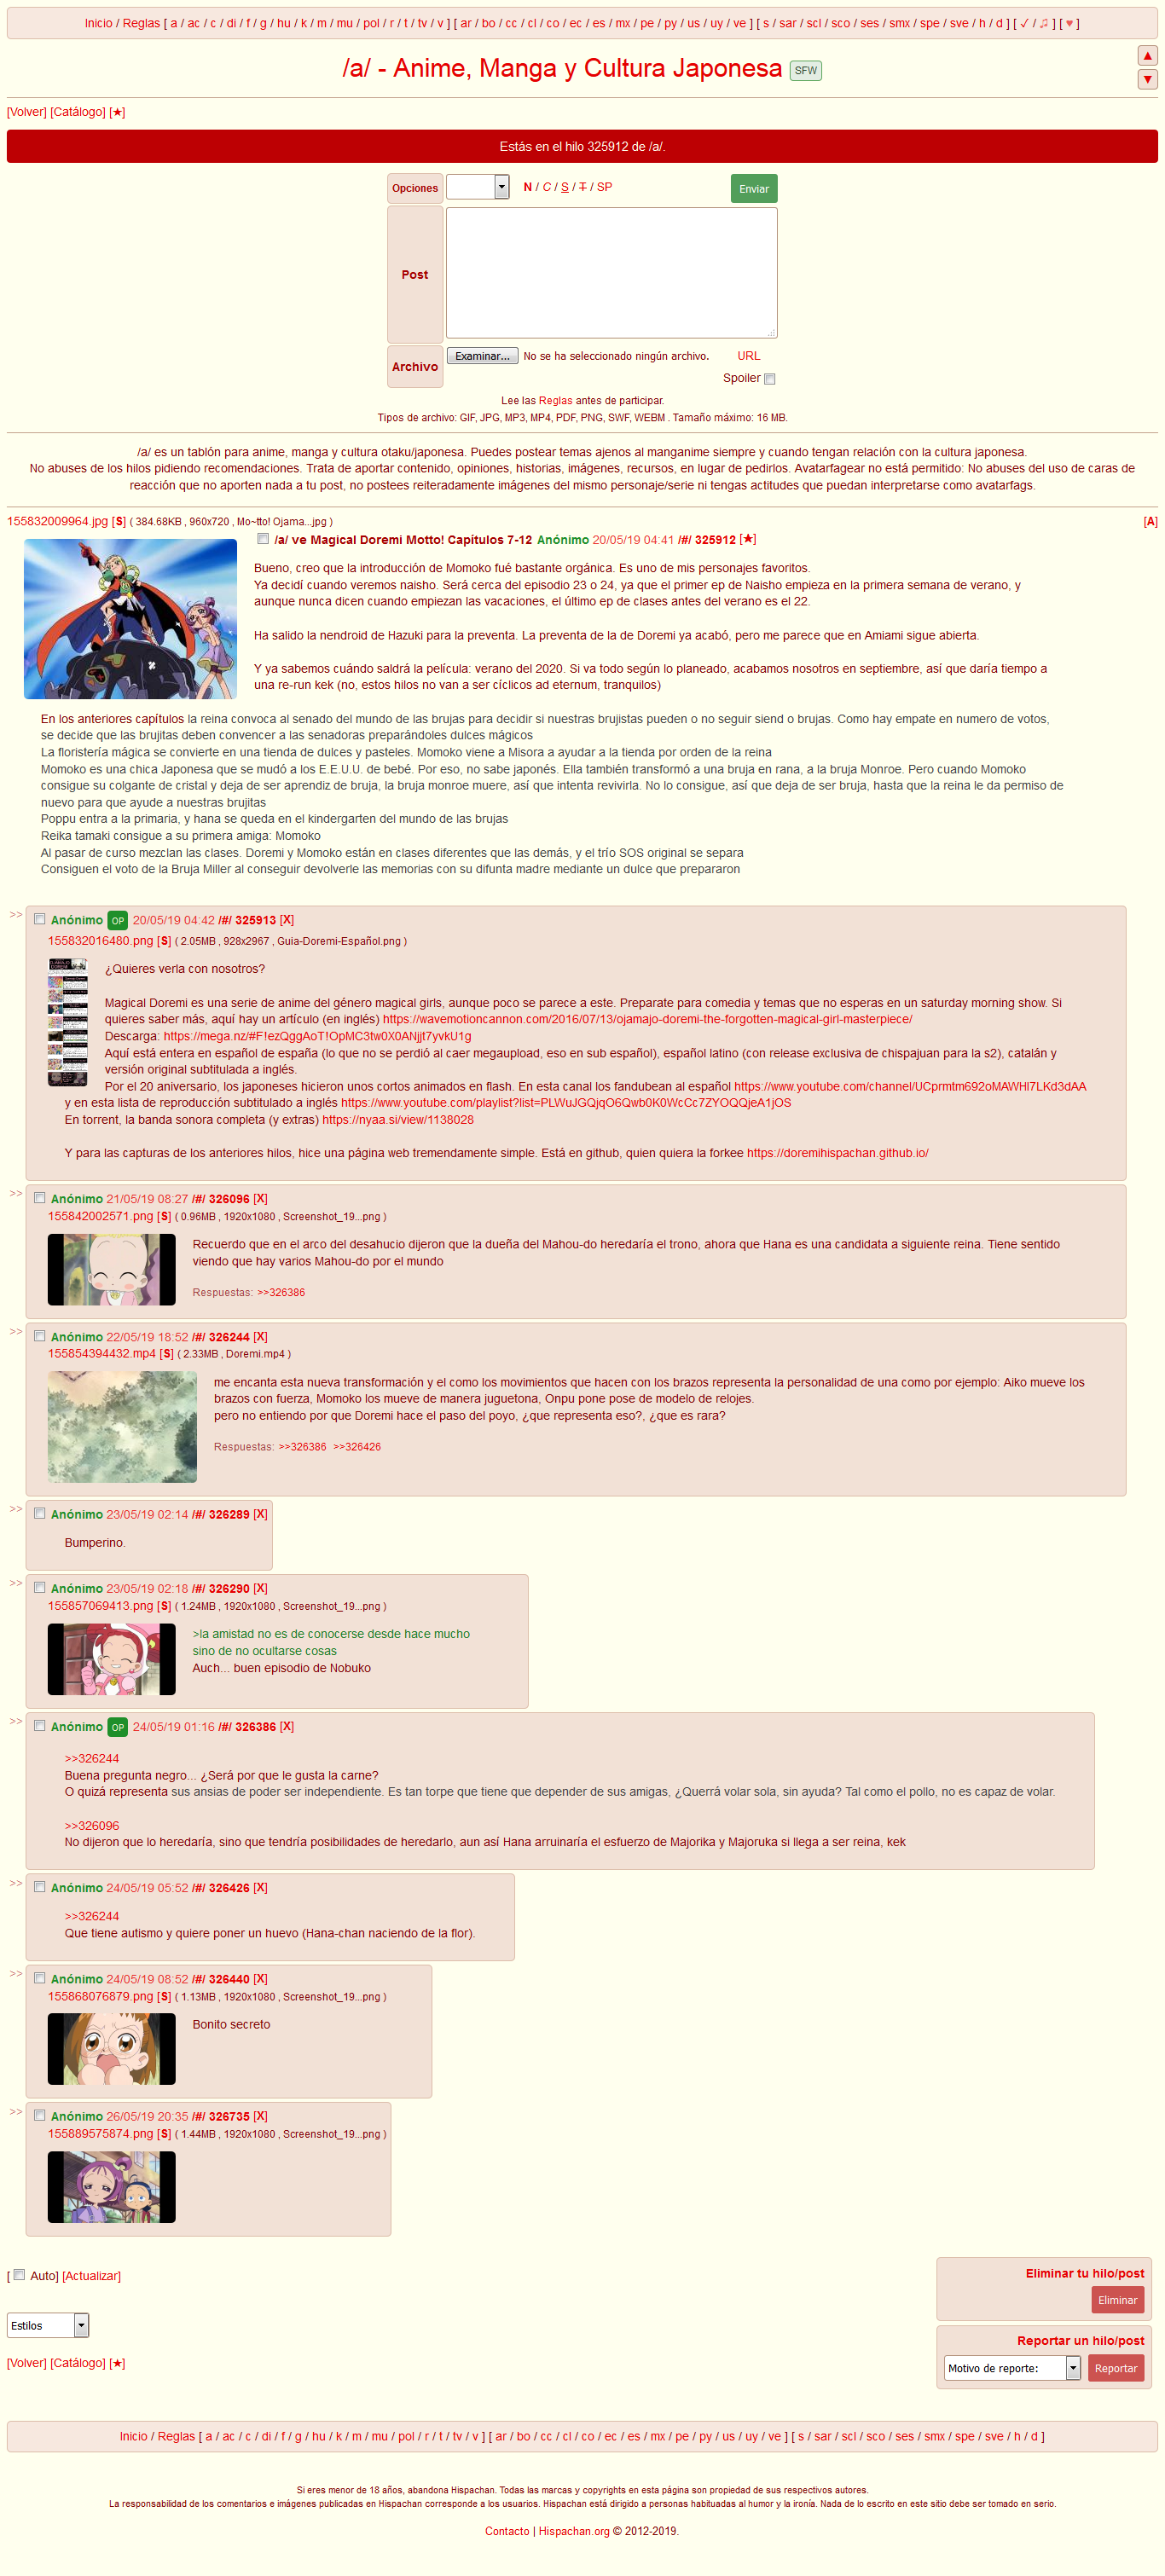 Inicio / Reglas [ a / ac / c / di / f / g / hu / k / m / mu / pol / r / t / tv / v ] [ ar / bo / cc / cl / co / ec / es / mx / pe / py / us / uy / ve ] [ s / sar / scl / sco / ses / smx / spe / sve / h / d ] [ ✓ / ♫ ] [ ♥ ]
/a/ - Anime, Manga y Cultura Japonesa SFW
▲
▼
[Volver] [Catálogo] [★]
Estás en el hilo 325912 de /a/.
Opciones N / C / S / T / SP Enviar
Post
Archivo Examinar... No se ha seleccionado ningún archivo. URL
Spoiler
Lee las Reglas antes de participar.
Tipos de archivo: GIF, JPG, MP3, MP4, PDF, PNG, SWF, WEBM . Tamaño máximo: 16 MB.
/a/ es un tablón para anime, manga y cultura otaku/japonesa. Puedes postear temas ajenos al manganime siempre y cuando tengan relación con la cultura japonesa.
No abuses de los hilos pidiendo recomendaciones. Trata de aportar contenido, opiniones, historias, imágenes, recursos, en lugar de pedirlos. Avatarfagear no está permitido: No abuses del uso de caras de
reacción que no aporten nada a tu post, no postees reiteradamente imágenes del mismo personaje/serie ni tengas actitudes que puedan interpretarse como avatarfags.
155832009964.jpg [S] ( 384.68KB , 960x720 , Mo~tto! Ojama...jpg ) [A]
/a/ ve Magical Doremi Motto! Capítulos 7-12 Anónimo 20/05/19 04:41 /#/ 325912 [★]
Bueno, creo que la introducción de Momoko fué bastante orgánica. Es uno de mis personajes favoritos.
Ya decidí cuando veremos naisho. Será cerca del episodio 23 o 24, ya que el primer ep de Naisho empieza en la primera semana de verano, y
aunque nunca dicen cuando empiezan las vacaciones, el último ep de clases antes del verano es el 22.
Ha salido la nendroid de Hazuki para la preventa. La preventa de la de Doremi ya acabó, pero me parece que en Amiami sigue abierta.
Y ya sabemos cuándo saldrá la película: verano del 2020. Si va todo según lo planeado, acabamos nosotros en septiembre, así que daría tiempo a
una re-run kek (no, estos hilos no van a ser cíclicos ad eternum, tranquilos)
En los anteriores capítulos la reina convoca al senado del mundo de las brujas para decidir si nuestras brujistas pueden o no seguir siend o brujas. Como hay empate en numero de votos,
se decide que las brujitas deben convencer a las senadoras preparándoles dulces mágicos
La floristería mágica se convierte en una tienda de dulces y pasteles. Momoko viene a Misora a ayudar a la tienda por orden de la reina
Momoko es una chica Japonesa que se mudó a los E.E.U.U. de bebé. Por eso, no sabe japonés. Ella también transformó a una bruja en rana, a la bruja Monroe. Pero cuando Momoko
consigue su colgante de cristal y deja de ser aprendiz de bruja, la bruja monroe muere, así que intenta revivirla. No lo consigue, así que deja de ser bruja, hasta que la reina le da permiso de
nuevo para que ayude a nuestras brujitas
Poppu entra a la primaria, y hana se queda en el kindergarten del mundo de las brujas
Reika tamaki consigue a su primera amiga: Momoko
Al pasar de curso mezclan las clases. Doremi y Momoko están en clases diferentes que las demás, y el trío SOS original se separa
Consiguen el voto de la Bruja Miller al conseguir devolverle las memorias con su difunta madre mediante un dulce que prepararon
>> Anónimo OP 20/05/19 04:42 /#/ 325913 [X]
155832016480.png [S] ( 2.05MB , 928x2967 , Guia-Doremi-Español.png )
¿Quieres verla con nosotros?
Magical Doremi es una serie de anime del género magical girls, aunque poco se parece a este. Preparate para comedia y temas que no esperas en un saturday morning show. Si
quieres saber más, aquí hay un artículo (en inglés) https://wavemotioncannon.com/2016/07/13/ojamajo-doremi-the-forgotten-magical-girl-masterpiece/
Descarga: https://mega.nz/#F!ezQggAoT!OpMC3tw0X0ANjjt7yvkU1g
Aquí está entera en español de españa (lo que no se perdió al caer megaupload, eso en sub español), español latino (con release exclusiva de chispajuan para la s2), catalán y
versión original subtitulada a inglés.
Por el 20 aniversario, los japoneses hicieron unos cortos animados en flash. En esta canal los fandubean al español https://www.youtube.com/channel/UCprmtm692oMAWHl7LKd3dAA
y en esta lista de reproducción subtitulado a inglés https://www.youtube.com/playlist?list=PLWuJGQjqO6Qwb0K0WcCc7ZYOQQjeA1jOS
En torrent, la banda sonora completa (y extras) https://nyaa.si/view/1138028
Y para las capturas de los anteriores hilos, hice una página web tremendamente simple. Está en github, quien quiera la forkee https://doremihispachan.github.io/
>> Anónimo 21/05/19 08:27 /#/ 326096 [X]
155842002571.png [S] ( 0.96MB , 1920x1080 , Screenshot_19...png )
Recuerdo que en el arco del desahucio dijeron que la dueña del Mahou-do heredaría el trono, ahora que Hana es una candidata a siguiente reina. Tiene sentido
viendo que hay varios Mahou-do por el mundo
Respuestas: >>326386
>> Anónimo 22/05/19 18:52 /#/ 326244 [X]
155854394432.mp4 [S] ( 2.33MB , Doremi.mp4 )
me encanta esta nueva transformación y el como los movimientos que hacen con los brazos representa la personalidad de una como por ejemplo: Aiko mueve los
brazos con fuerza, Momoko los mueve de manera juguetona, Onpu pone pose de modelo de relojes.
pero no entiendo por que Doremi hace el paso del poyo, ¿que representa eso?, ¿que es rara?
Respuestas: >>326386 >>326426
>> Anónimo 23/05/19 02:14 /#/ 326289 [X]
Bumperino.
>> Anónimo 23/05/19 02:18 /#/ 326290 [X]
155857069413.png [S] ( 1.24MB , 1920x1080 , Screenshot_19...png )
>la amistad no es de conocerse desde hace mucho
sino de no ocultarse cosas
Auch... buen episodio de Nobuko
>> Anónimo OP 24/05/19 01:16 /#/ 326386 [X]
>>326244
Buena pregunta negro... ¿Será por que le gusta la carne?
O quizá representa sus ansias de poder ser independiente. Es tan torpe que tiene que depender de sus amigas, ¿Querrá volar sola, sin ayuda? Tal como el pollo, no es capaz de volar.
>>326096
No dijeron que lo heredaría, sino que tendría posibilidades de heredarlo, aun así Hana arruinaría el esfuerzo de Majorika y Majoruka si llega a ser reina, kek
>> Anónimo 24/05/19 05:52 /#/ 326426 [X]
>>326244
Que tiene autismo y quiere poner un huevo (Hana-chan naciendo de la flor).
>> Anónimo 24/05/19 08:52 /#/ 326440 [X]
155868076879.png [S] ( 1.13MB , 1920x1080 , Screenshot_19...png )
Bonito secreto
>> Anónimo 26/05/19 20:35 /#/ 326735 [X]
155889575874.png [S] ( 1.44MB , 1920x1080 , Screenshot_19...png )
[ Auto] [Actualizar]
Eliminar tu hilo/post
Eliminar
Estilos
Reportar un hilo/post
Motivo de reporte: Reportar
[Volver] [Catálogo] [★]
Inicio / Reglas [ a / ac / c / di / f / g / hu / k / m / mu / pol / r / t / tv / v ] [ ar / bo / cc / cl / co / ec / es / mx / pe / py / us / uy / ve ] [ s / sar / scl / sco / ses / smx / spe / sve / h / d ]
Si eres menor de 18 años, abandona Hispachan. Todas las marcas y copyrights en esta página son propiedad de sus respectivos autores.
La responsabilidad de los comentarios e imágenes publicadas en Hispachan corresponde a los usuarios. Hispachan está dirigido a personas habituadas al humor y la ironía. Nada de lo escrito en este sitio debe ser tomado en serio.
Contacto | Hispachan.org © 2012-2019.